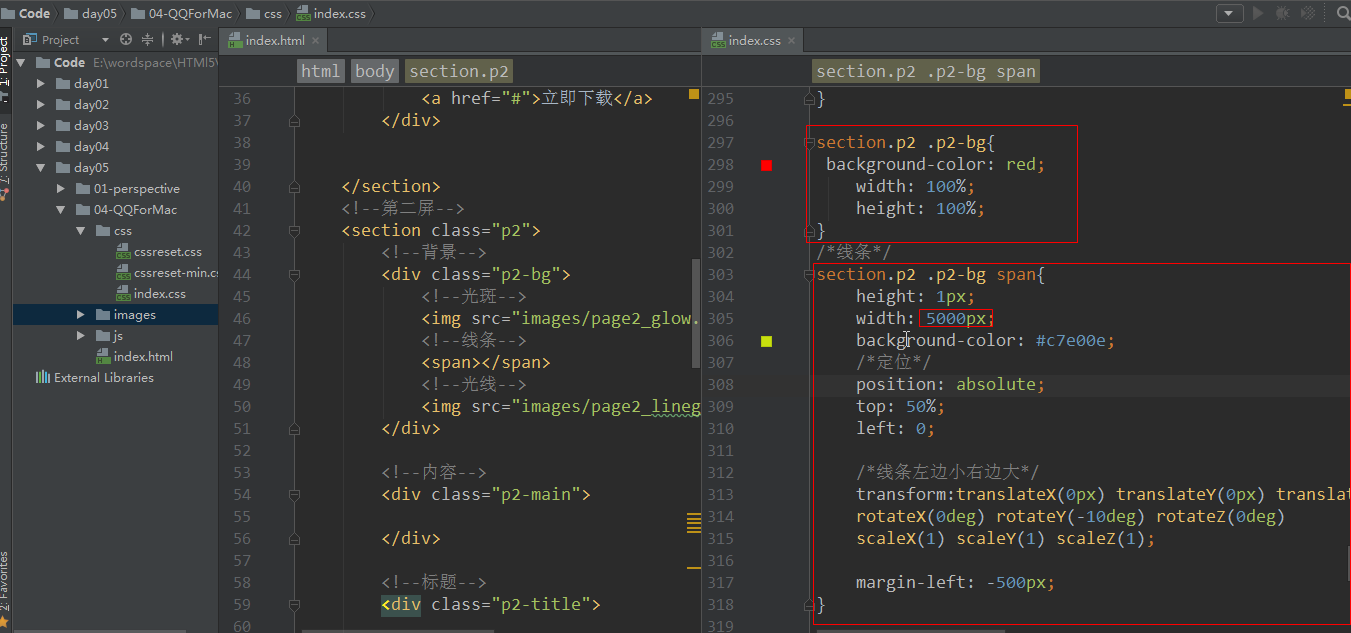 Code day05 04-QQForMac css index.css
1: Project
7: Structure
2: Favorites
Project
Code E:\wordspace\HTMl5\
day01
day02
day03
day04
day05
01-perspective
04-QQForMac
css
cssreset.css
cssreset-min.cs
index.css
images
js
index.html
External Libraries
index.html
html body section.p2
36 <a href="#">立即下载</a>
37 </div>
38
39
40 </section>
41 <!--第二屏-->
42 <section class="p2">
43 <!--背景-->
44 <div class="p2-bg">
45 <!--光斑-->
46 <img src="images/page2_glow.
47 <!--线条-->
48 <span></span>
49 <!--光线-->
50 <img src="images/page2_lineg
51 </div>
52
53 <!--内容-->
54 <div class="p2-main">
55
56 </div>
57
58 <!--标题-->
59 <div class="p2-title">
60
index.css
section.p2 .p2-bg span
295 }
296
297 section.p2 .p2-bg{
298 background-color: red;
299 width: 100%;
300 height: 100%;
301 }
302 /*线条*/
303 section.p2 .p2-bg span{
304 height: 1px;
305 width: 5000px;
306 background-color: #c7e00e;
307 /*定位*/
308 position: absolute;
309 top: 50%;
310 left: 0;
311
312 /*线条左边小右边大*/
313 transform:translateX(0px) translateY(0px) translat
314 rotateX(0deg) rotateY(-10deg) rotateZ(0deg)
315 scaleX(1) scaleY(1) scaleZ(1);
316
317 margin-left: -500px;
318 }
319